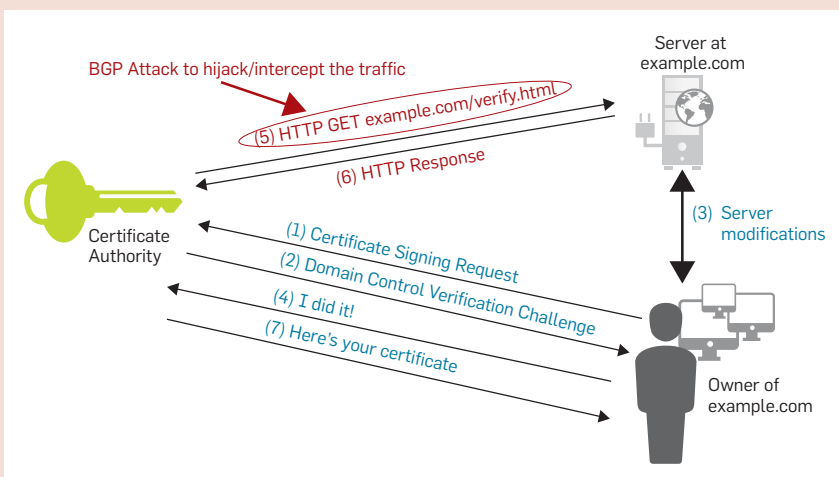 Server at
example.com
BGP Attack to hijack/intercept the traffic
(5) HTTP GET example.com/verify.html
(6) HTTP Response
Certificate
Authority
(3) Server
modifications
(1) Certificate Signing Request
(2) Domain Control Verification Challenge
(4) I did it!
(7) Here's your certificate
Owner of
example.com